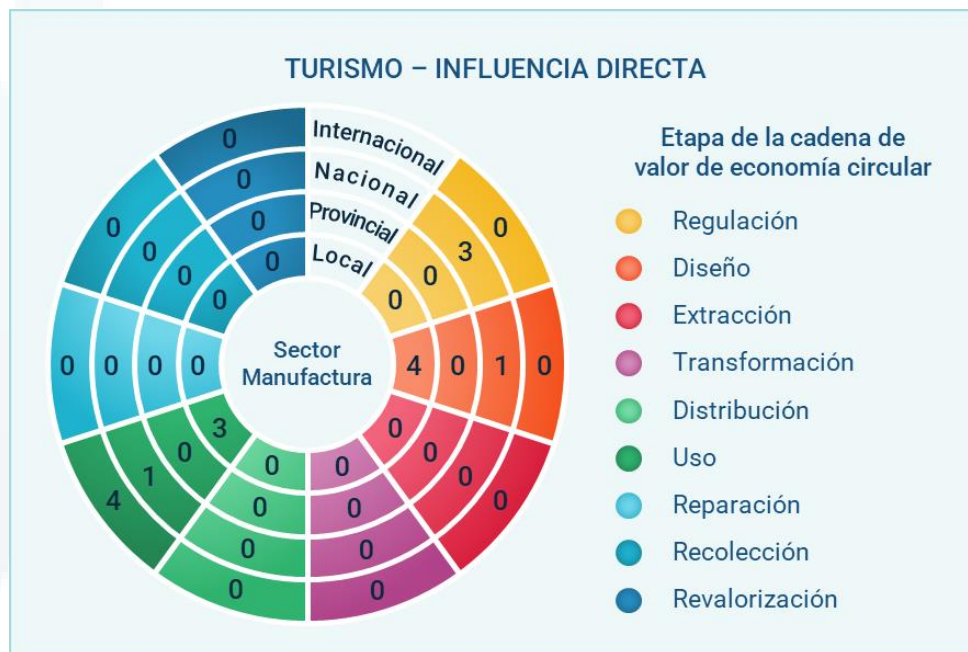 TURISMO – INFLUENCIA DIRECTA
Internacional
Nacional
Provincial
Local
0
3
0
0
4
0
1
0
0
0
0
0
0
0
0
0
0
0
0
0
3
0
1
4
0
0
0
0
0
0
0
0
0
0
0
0
Sector
Manufactura
Etapa de la cadena de
valor de economía circular
Regulación
Diseño
Extracción
Transformación
Distribución
Uso
Reparación
Recolección
Revalorización